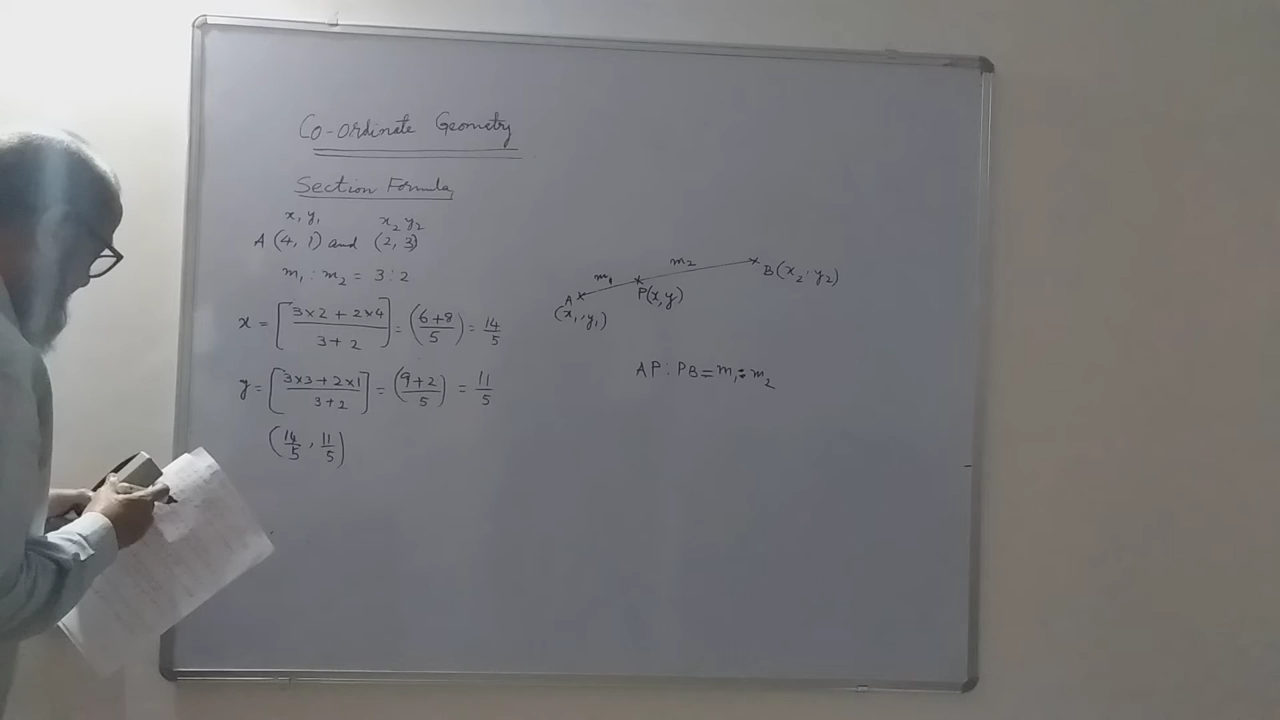 Co-ordinate Geometry
Section Formula
x₁ y₁ x₂ y₂
A (4, 1) and (2, 3)
m₁ : m₂ = 3 : 2
x = [3×2 + 2×4 / 3+2] = (6+8 / 5) = 14/5
y = [3×3 + 2×1 / 3+2] = (9+2 / 5) = 11/5
(14/5 , 11/5)
m₁ m₂
A P(x, y) B(x₂, y₂)
(x₁, y₁)
AP : PB = m₁ : m₂